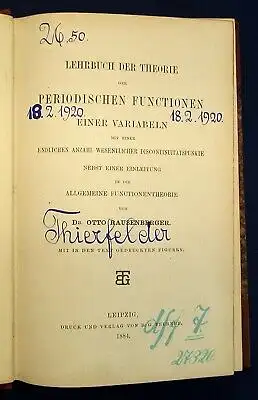 26,50.
LEHRBUCH DER THEORIE
DER
PERIODISCHEN FUNCTIONEN
18.2.1920. 18.2.1920.
EINER VARIABELN
MIT EINER
ENDLICHEN ANZAHL WESENTLICHER DISCONTINUITÄTSPUNKTE
NEBST EINER EINLEITUNG
IN DIE
ALLGEMEINE FUNCTIONENTHEORIE
VON
DR. OTTO RAUSENBERGER.
Thierfelder
MIT IN DEN TEXT GEDRUCKTEN FIGUREN.
LEIPZIG,
DRUCK UND VERLAG VON B. G. TEUBNER.
1884.
7
27320